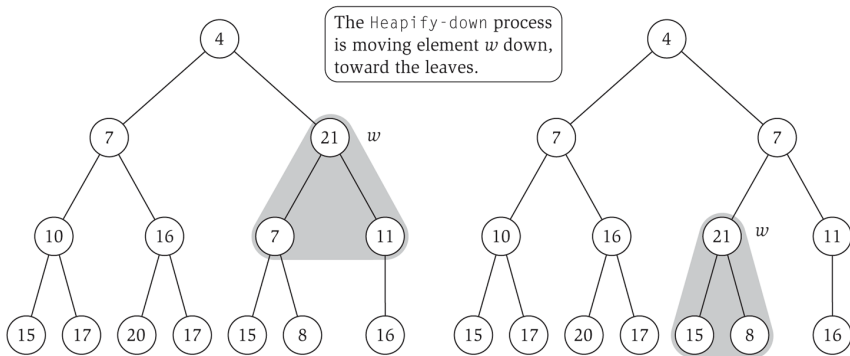 The Heapify-down process
is moving element w down,
toward the leaves.
4
7 21 w
10 16 7 11
15 17 20 17 15 8 16
4
7 7
10 16 21 w 11
15 17 20 17 15 8 16